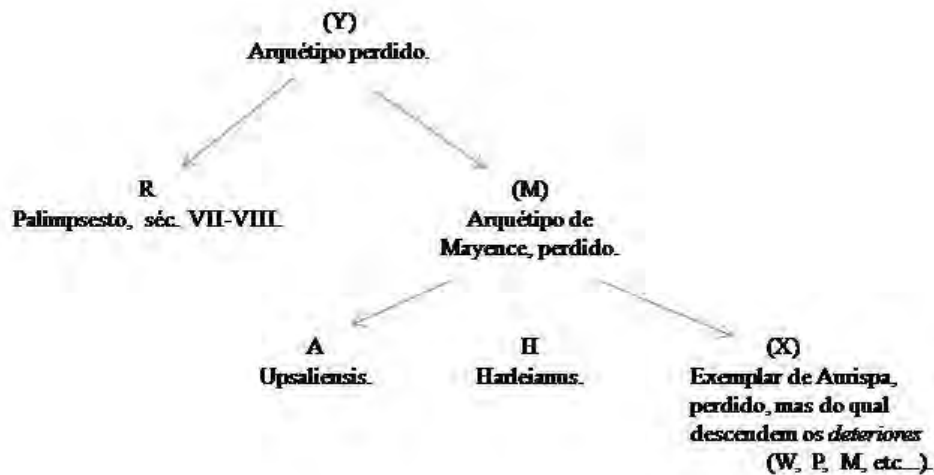 (Y)
Arquétipo perdido.
R
Palimpsesto, séc. VII-VIII.
(M)
Arquétipo de
Mayence, perdido.
A
Upsaliensis.
H
Harleianus.
(X)
Exemplar de Aurispa,
perdido, mas do qual
descendem os deteriores
(W, P, M, etc...).